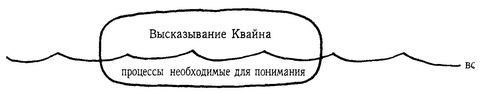 Высказывание Квайна
процессы необходимые для понимания
вс